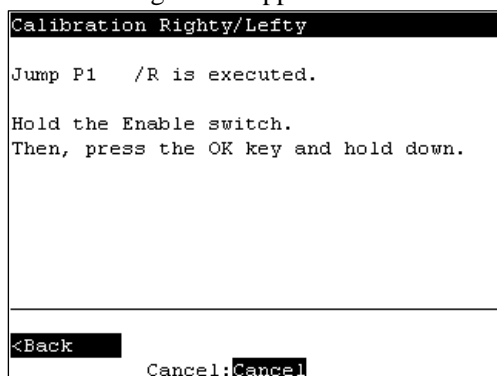 Calibration Righty/Lefty
Jump P1 /R is executed.
Hold the Enable switch.
Then, press the OK key and hold down.
<Back
Cancel:Cancel